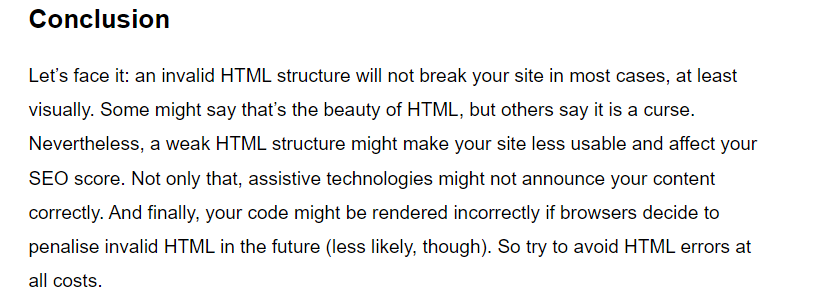 Conclusion
Let’s face it: an invalid HTML structure will not break your site in most cases, at least
visually. Some might say that’s the beauty of HTML, but others say it is a curse.
Nevertheless, a weak HTML structure might make your site less usable and affect your
SEO score. Not only that, assistive technologies might not announce your content
correctly. And finally, your code might be rendered incorrectly if browsers decide to
penalise invalid HTML in the future (less likely, though). So try to avoid HTML errors at
all costs.